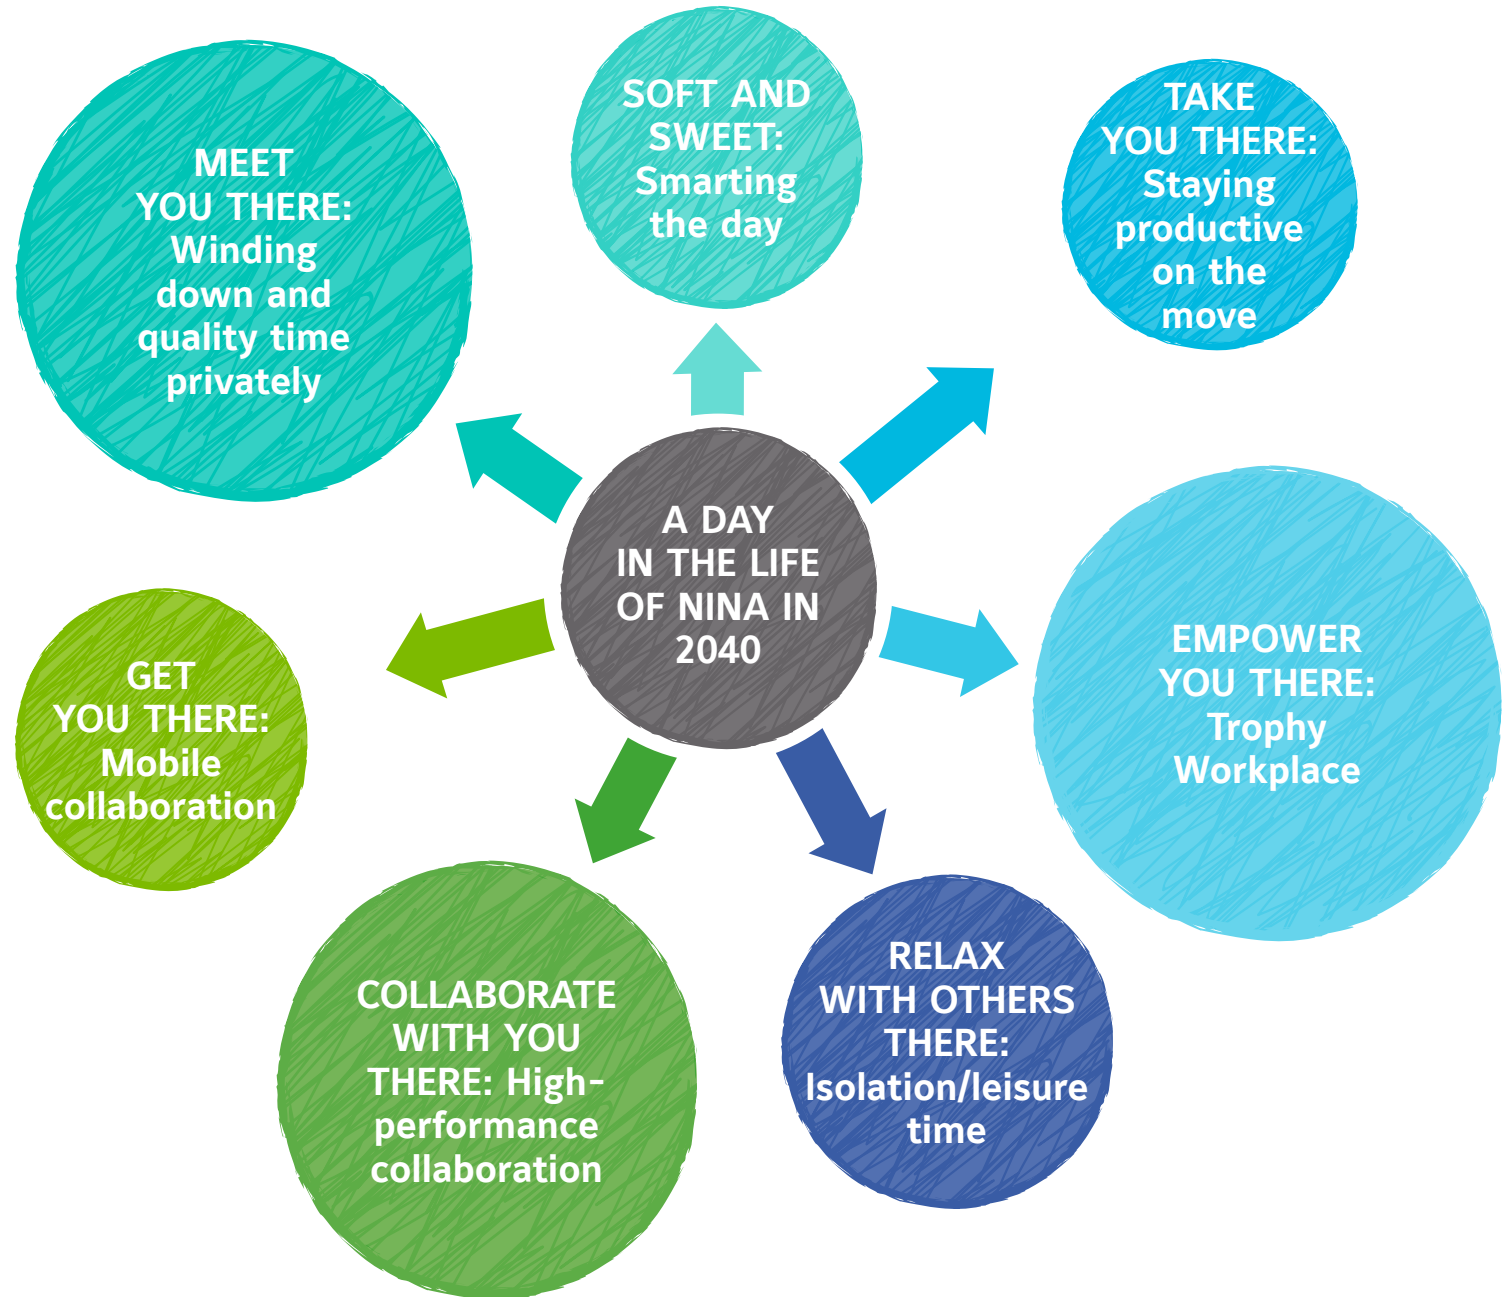 SOFT AND
SWEET:
Smarting
the day
TAKE
YOU THERE:
Staying
productive
on the
move
EMPOWER
YOU THERE:
Trophy
Workplace
RELAX
WITH OTHERS
THERE:
Isolation/leisure
time
COLLABORATE
WITH YOU
THERE: High-
performance
collaboration
GET
YOU THERE:
Mobile
collaboration
MEET
YOU THERE:
Winding
down and
quality time
privately
A DAY
IN THE LIFE
OF NINA IN
2040